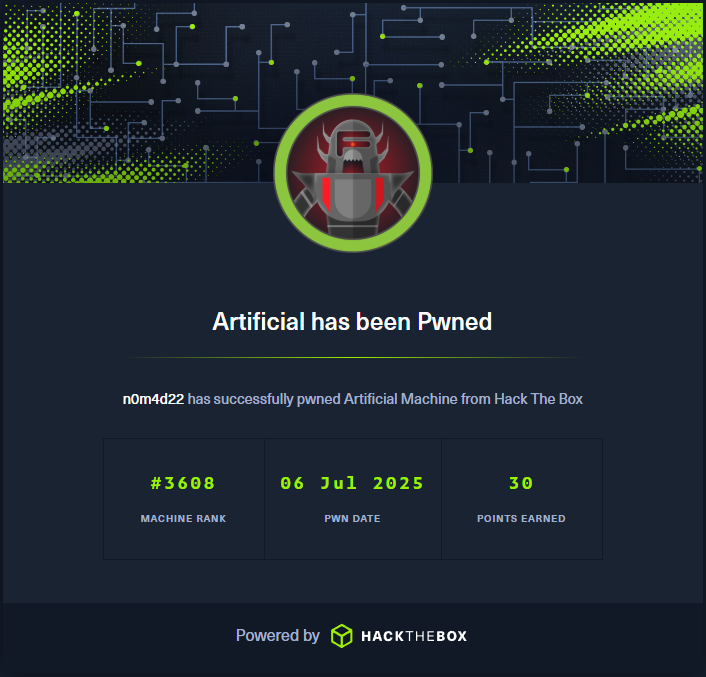 Artificial has been Pwned
n0m4d22 has successfully pwned Artificial Machine from Hack The Box
#3608 06 Jul 2025 30
MACHINE RANK PWN DATE POINTS EARNED
Powered by HACKTHEBOX